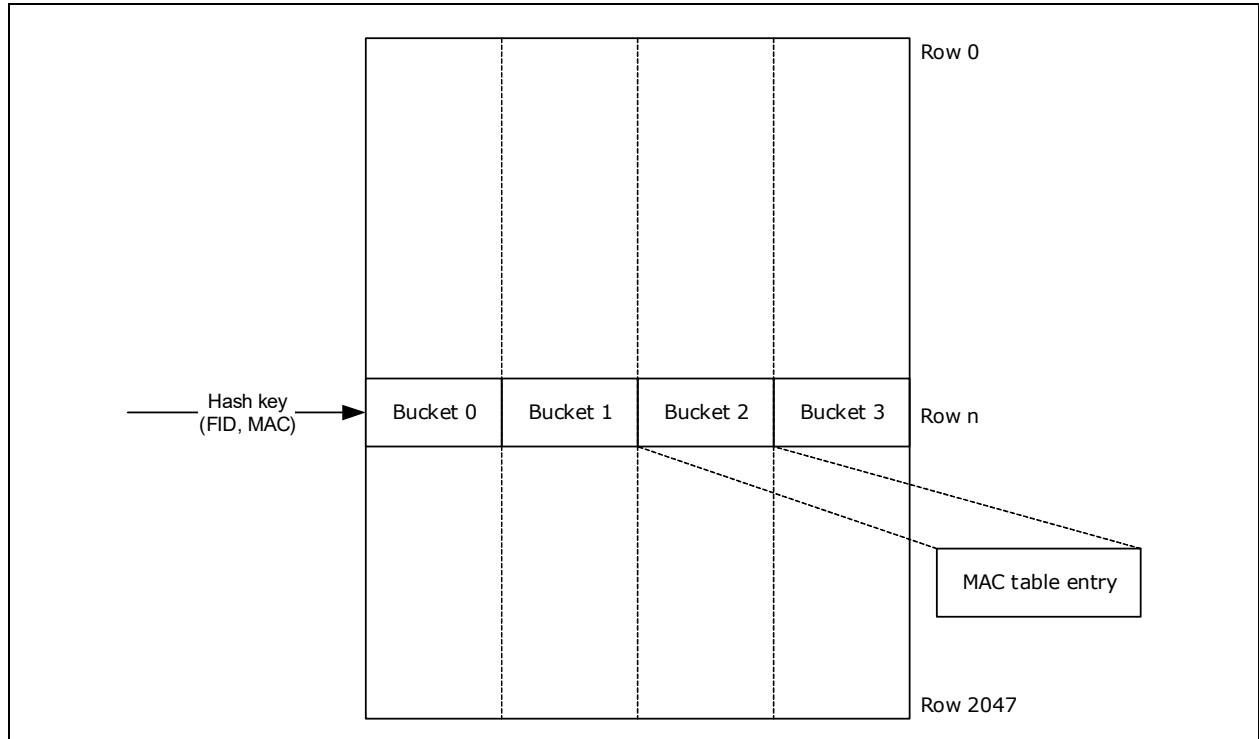 Row 0
Hash key
(FID, MAC)
Bucket 0
Bucket 1
Bucket 2
Bucket 3
Row n
MAC table entry
Row 2047